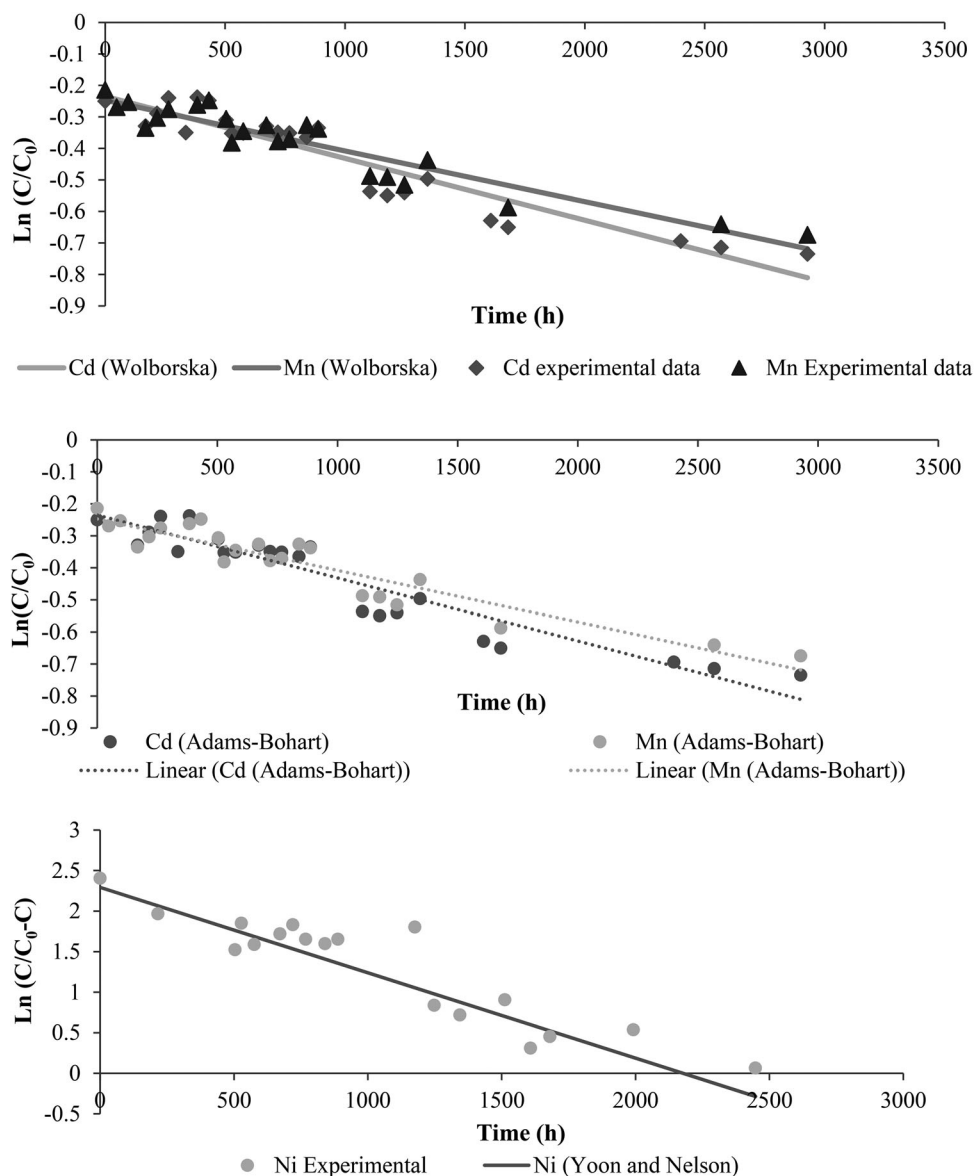 0
0 500 1000 1500 2000 2500 3000 3500
-0.1
-0.2
-0.3
-0.4
-0.5
-0.6
-0.7
-0.8
-0.9
Ln (C/C0)
Time (h)
Cd (Wolborska) Mn (Wolborska) Cd experimental data Mn Experimental data
0
0 500 1000 1500 2000 2500 3000 3500
-0.1
-0.2
-0.3
-0.4
-0.5
-0.6
-0.7
-0.8
-0.9
Ln(C/C0)
Time (h)
Cd (Adams-Bohart) Mn (Adams-Bohart)
Linear (Cd (Adams-Bohart)) Linear (Mn (Adams-Bohart))
3
2.5
2
1.5
1
0.5
0
-0.5
Ln (C/C0-C)
0 500 1000 1500 2000 2500 3000
Time (h)
Ni Experimental Ni (Yoon and Nelson)